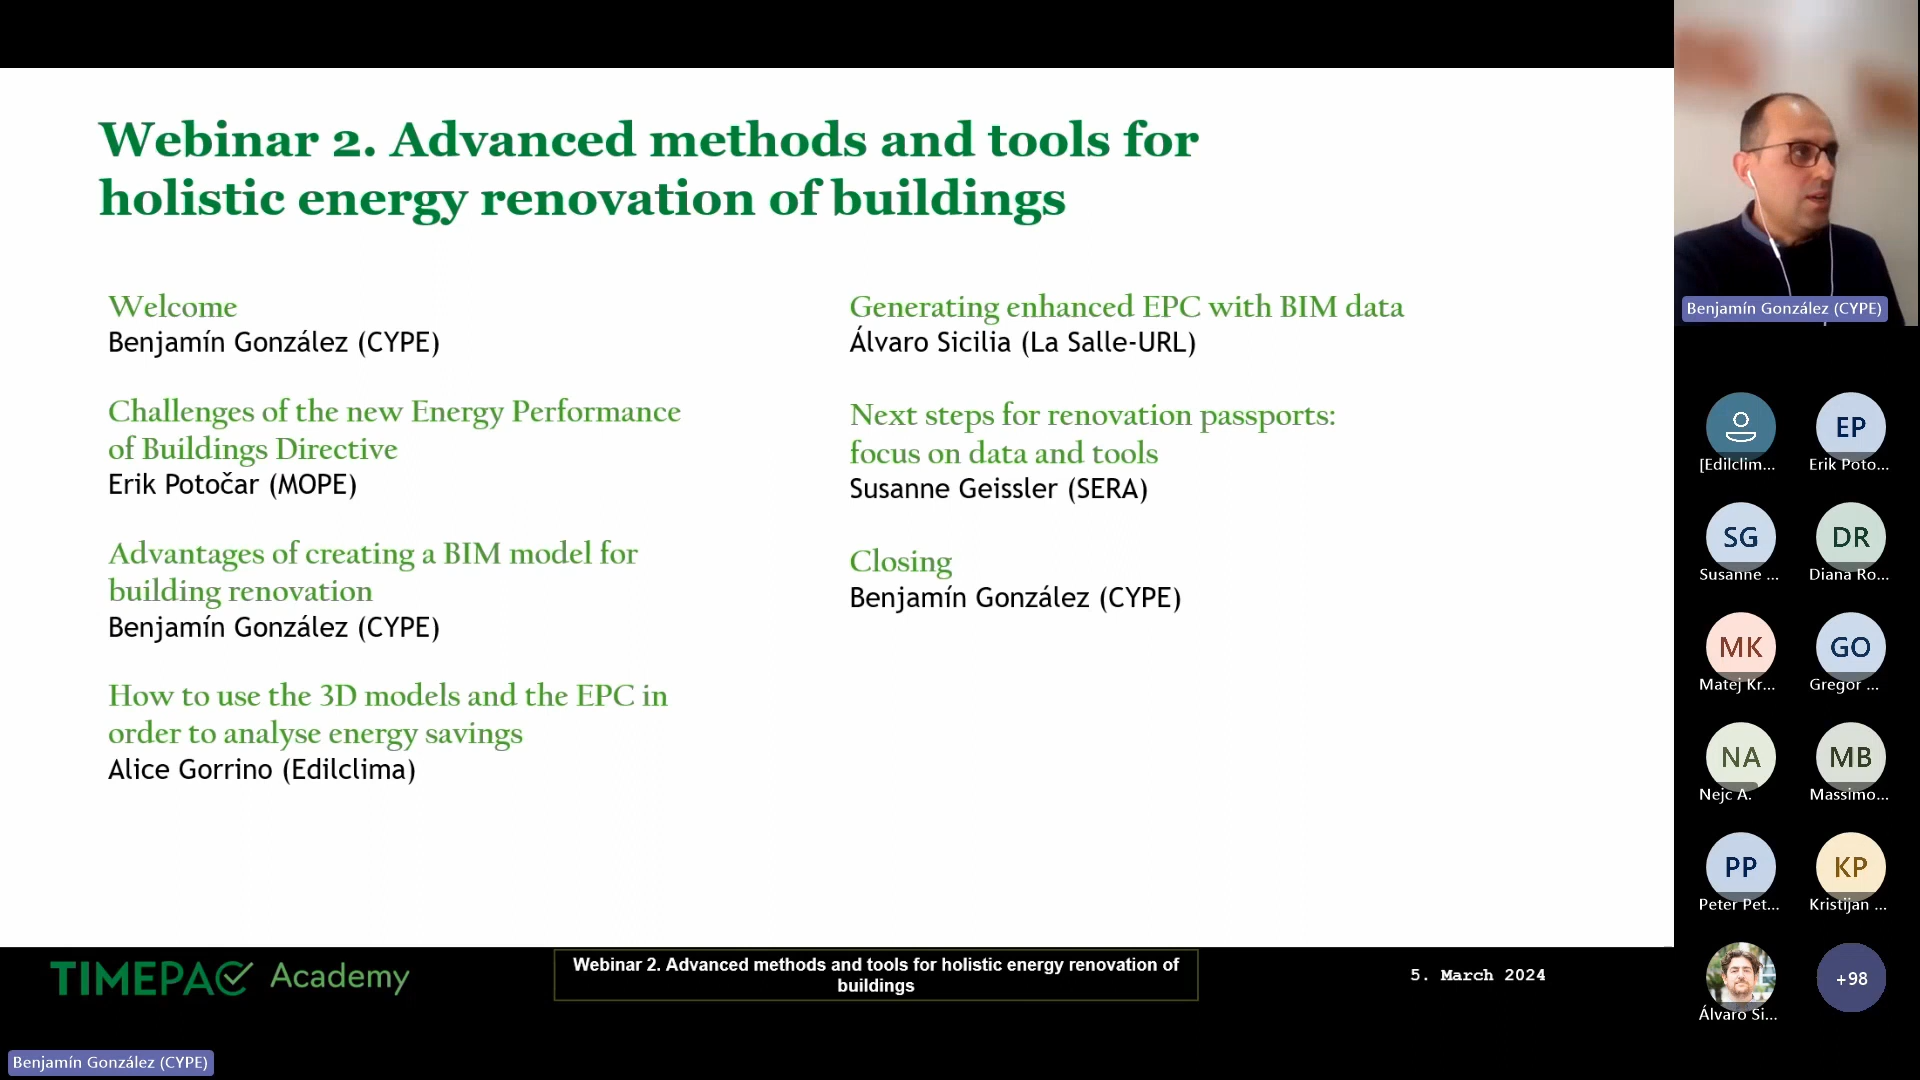 Webinar 2. Advanced methods and tools for
holistic energy renovation of buildings
Welcome
Benjamín González (CYPE)
Challenges of the new Energy Performance
of Buildings Directive
Erik Potočar (MOPE)
Advantages of creating a BIM model for
building renovation
Benjamín González (CYPE)
How to use the 3D models and the EPC in
order to analyse energy savings
Alice Gorrino (Edilclima)
Generating enhanced EPC with BIM data
Álvaro Sicilia (La Salle-URL)
Next steps for renovation passports:
focus on data and tools
Susanne Geissler (SERA)
Closing
Benjamín González (CYPE)
TIMEPAC Academy
Webinar 2. Advanced methods and tools for holistic energy renovation of
buildings
5. March 2024
Benjamín González (CYPE)
Benjamín González (CYPE)
[Edilclim...
EP
Erik Poto...
SG
Susanne ...
DR
Diana Ro...
MK
Matej Kr...
GO
Gregor ...
NA
Nejc A.
MB
Massimo...
PP
Peter Pet...
KP
Kristijan ...
Álvaro Si...
+98